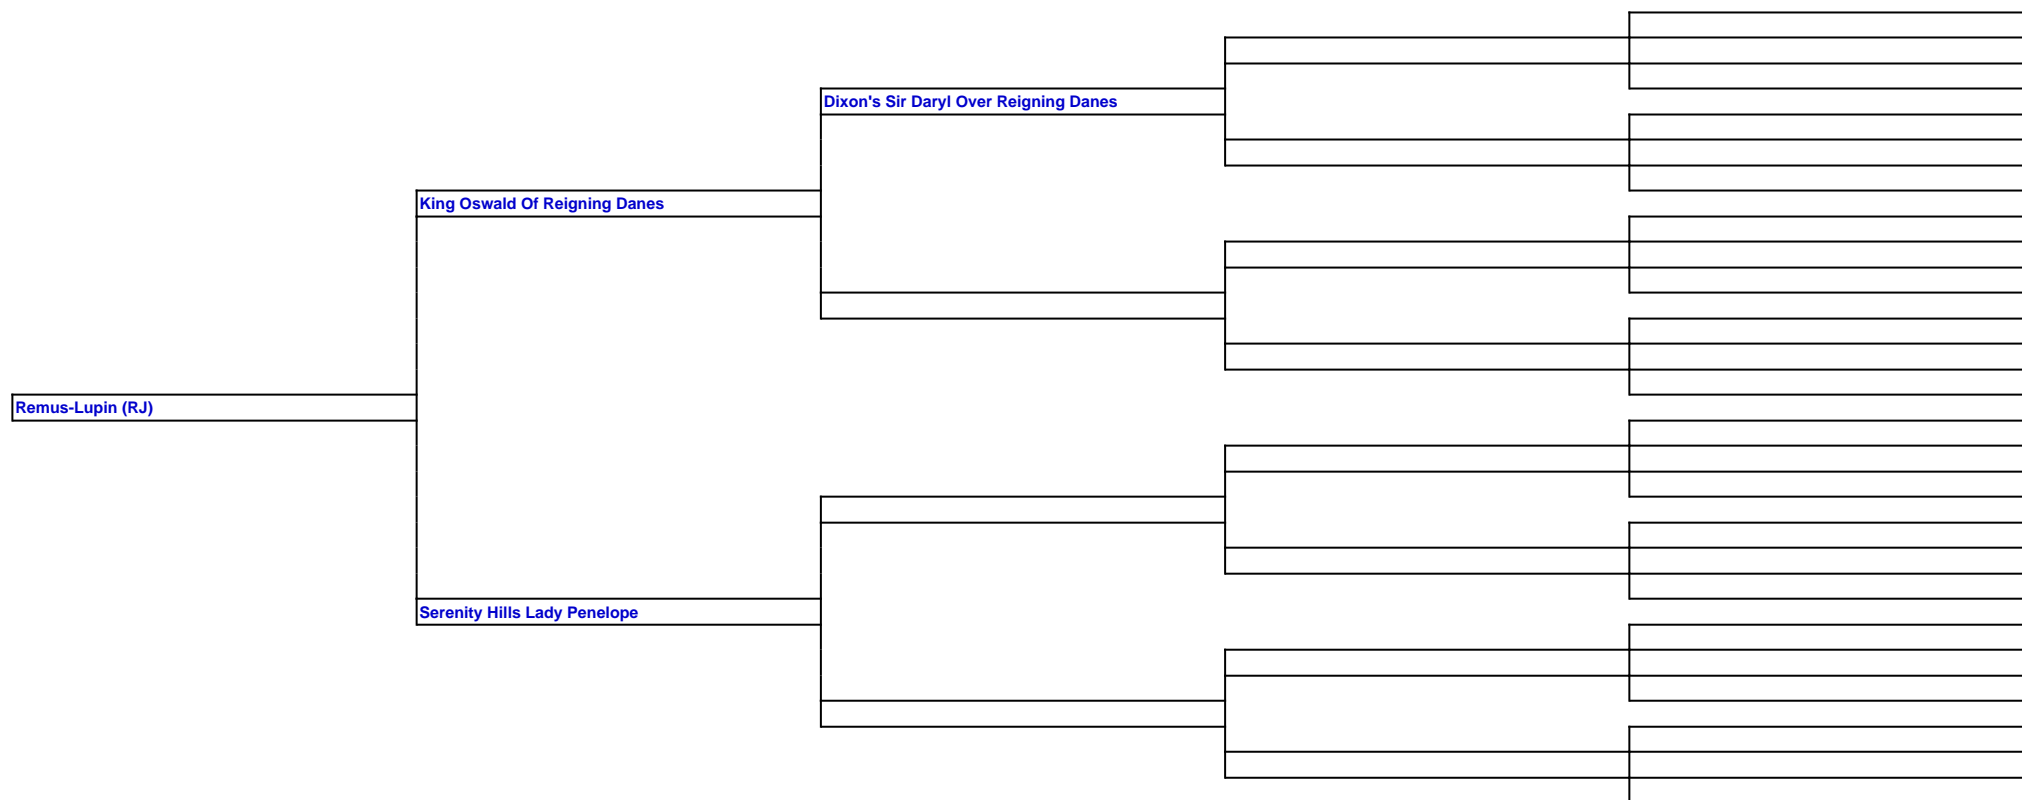 Dixon's Sir Daryl Over Reigning Danes
King Oswald Of Reigning Danes
Remus-Lupin (RJ)
Serenity Hills Lady Penelope